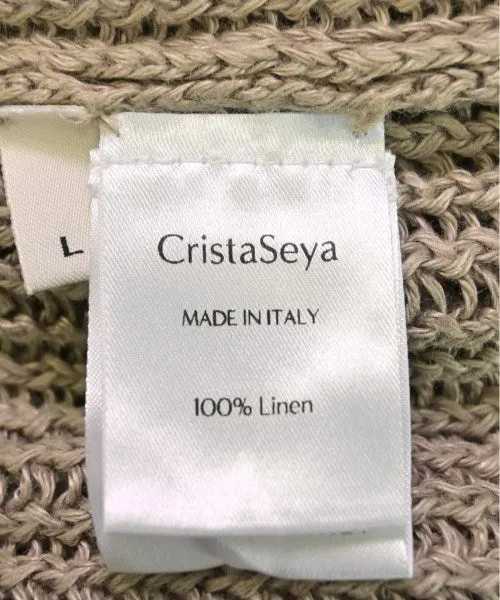 L
CristaSeya
MADE IN ITALY
100% Linen